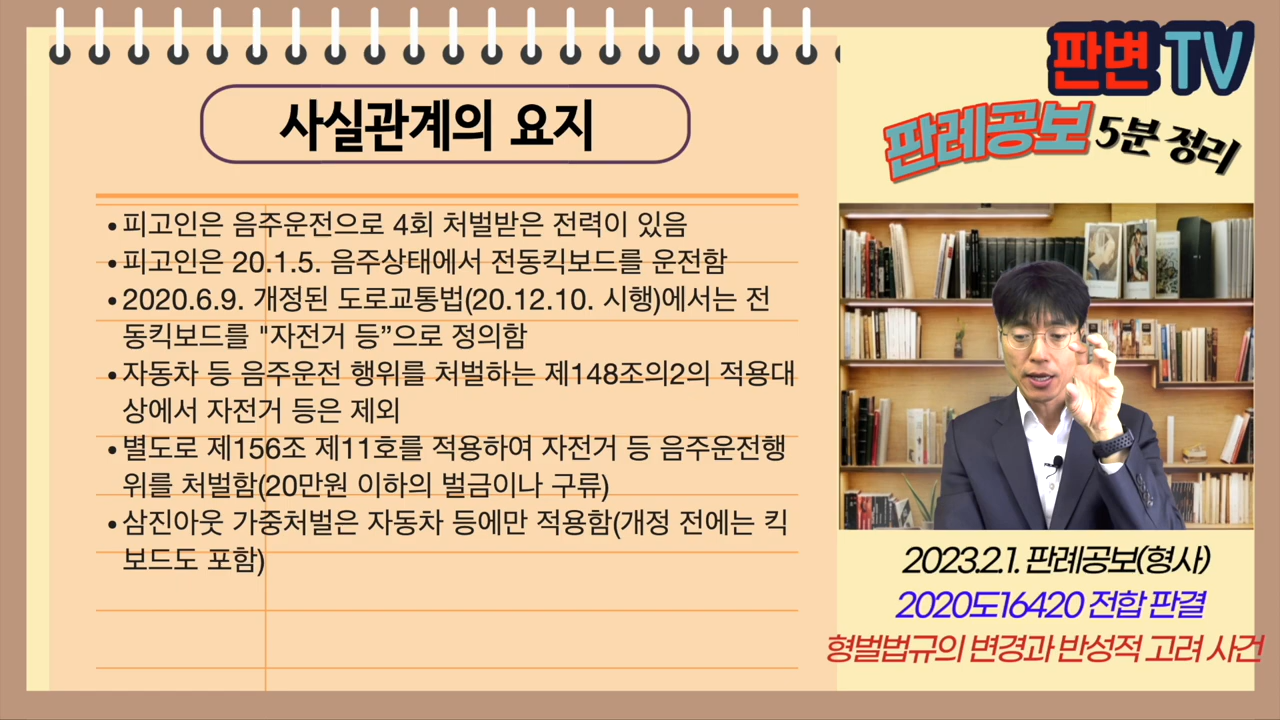 사실관계의 요지
•피고인은 음주운전으로 4회 처벌받은 전력이 있음
•피고인은 20.1.5. 음주상태에서 전동킥보드를 운전함
•2020.6.9. 개정된 도로교통법(20.12.10. 시행)에서는 전
동킥보드를 "자전거 등”으로 정의함
•자동차 등 음주운전 행위를 처벌하는 제148조의2의 적용대
상에서 자전거 등은 제외
•별도로 제156조 제11호를 적용하여 자전거 등 음주운전행
위를 처벌함(20만원 이하의 벌금이나 구류)
•삼진아웃 가중처벌은 자동차 등에만 적용함(개정 전에는 킥
보드도 포함)
판변 TV
판례공보 5분 정리
2023.2.1. 판례공보(형사)
2020도16420 전합 판결
형벌법규의 변경과 반성적 고려 사건